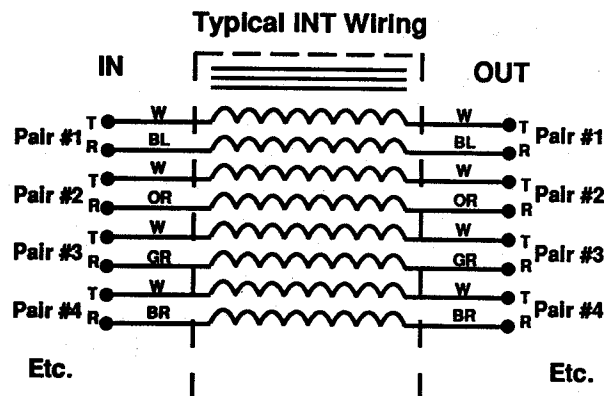 Typical INT Wiring
IN
OUT
T W W
Pair #1 Pair #1
R BL BL R
T W W T
Pair #2 Pair #2
R OR OR R
T W W T
Pair #3 Pair #3
R GR GR R
T W W T
Pair #4 Pair #4
R BR BR R
Etc. Etc.